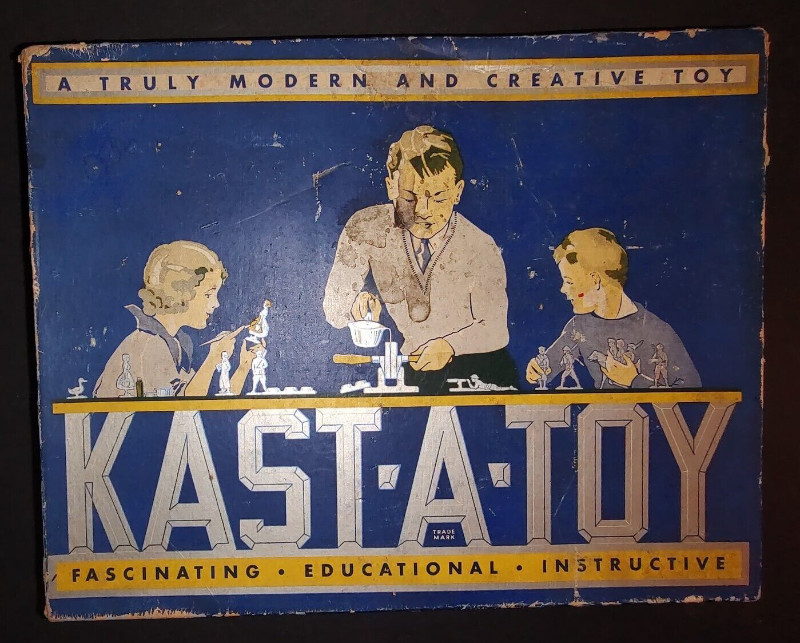 A TRULY MODERN AND CREATIVE TOY
KAST·A·TOY
TRADE
MARK
FASCINATING · EDUCATIONAL · INSTRUCTIVE